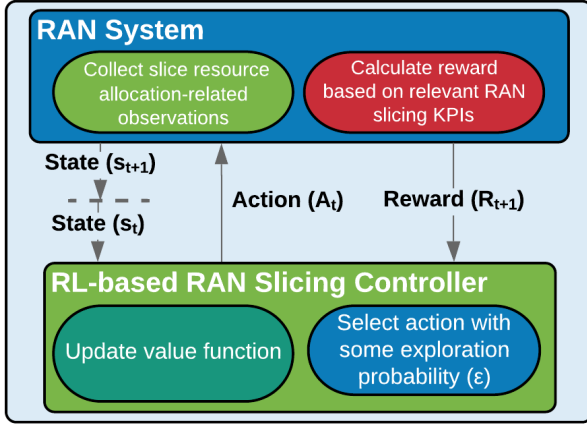 RAN System
Collect slice resource
allocation-related
observations
Calculate reward
based on relevant RAN
slicing KPIs
State (st+1)
State (st)
Action (At)
Reward (Rt+1)
RL-based RAN Slicing Controller
Update value function
Select action with
some exploration
probability (ε)